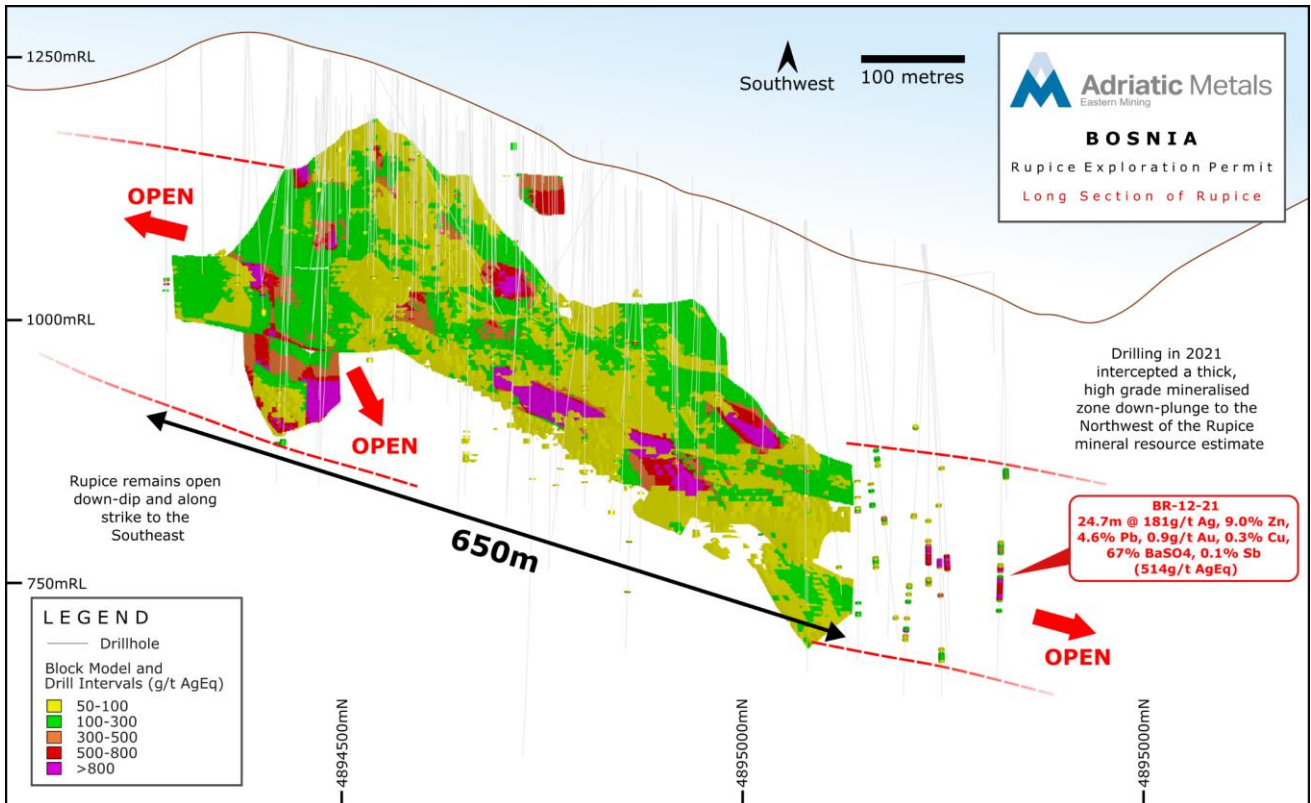 1250mRL
1000mRL
750mRL
Southwest
100 metres
Adriatic Metals
Eastern Mining
BOSNIA
Rupice Exploration Permit
Long Section of Rupice
OPEN
OPEN
Rupice remains open
down-dip and along
strike to the
Southeast
650m
Drilling in 2021
intercepted a thick,
high grade mineralised
zone down-plunge to the
Northwest of the Rupice
mineral resource estimate
BR-12-21
24.7m @ 181g/t Ag, 9.0% Zn,
4.6% Pb, 0.9g/t Au, 0.3% Cu,
67% BaSO4, 0.1% Sb
(514g/t AgEq)
OPEN
LEGEND
Drillhole
Block Model and
Drill Intervals (g/t AgEq)
50-100
100-300
300-500
500-800
>800
4894500mN
4895000mN
4895000mN